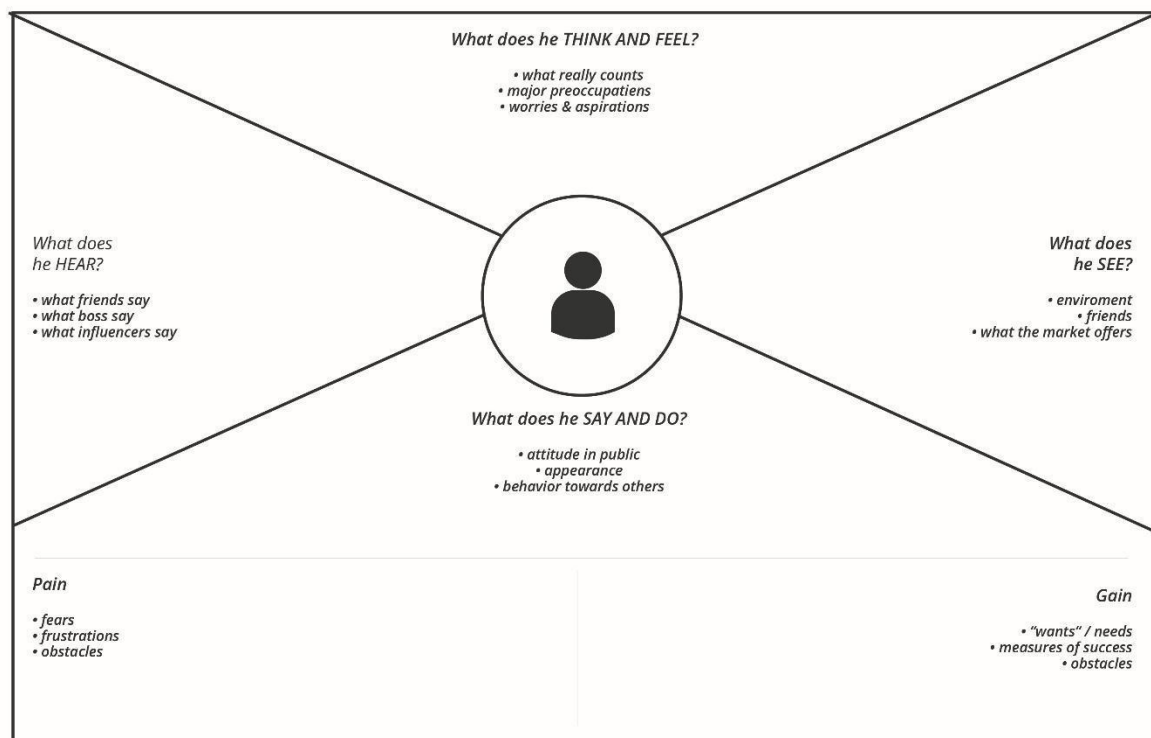 What does he THINK AND FEEL?
• what really counts
• major preoccupatiens
• worries & aspirations
What does
he HEAR?
• what friends say
• what boss say
• what influencers say
What does
he SEE?
• enviroment
• friends
• what the market offers
What does he SAY AND DO?
• attitude in public
• appearance
• behavior towards others
Pain
• fears
• frustrations
• obstacles
Gain
• “wants” / needs
• measures of success
• obstacles